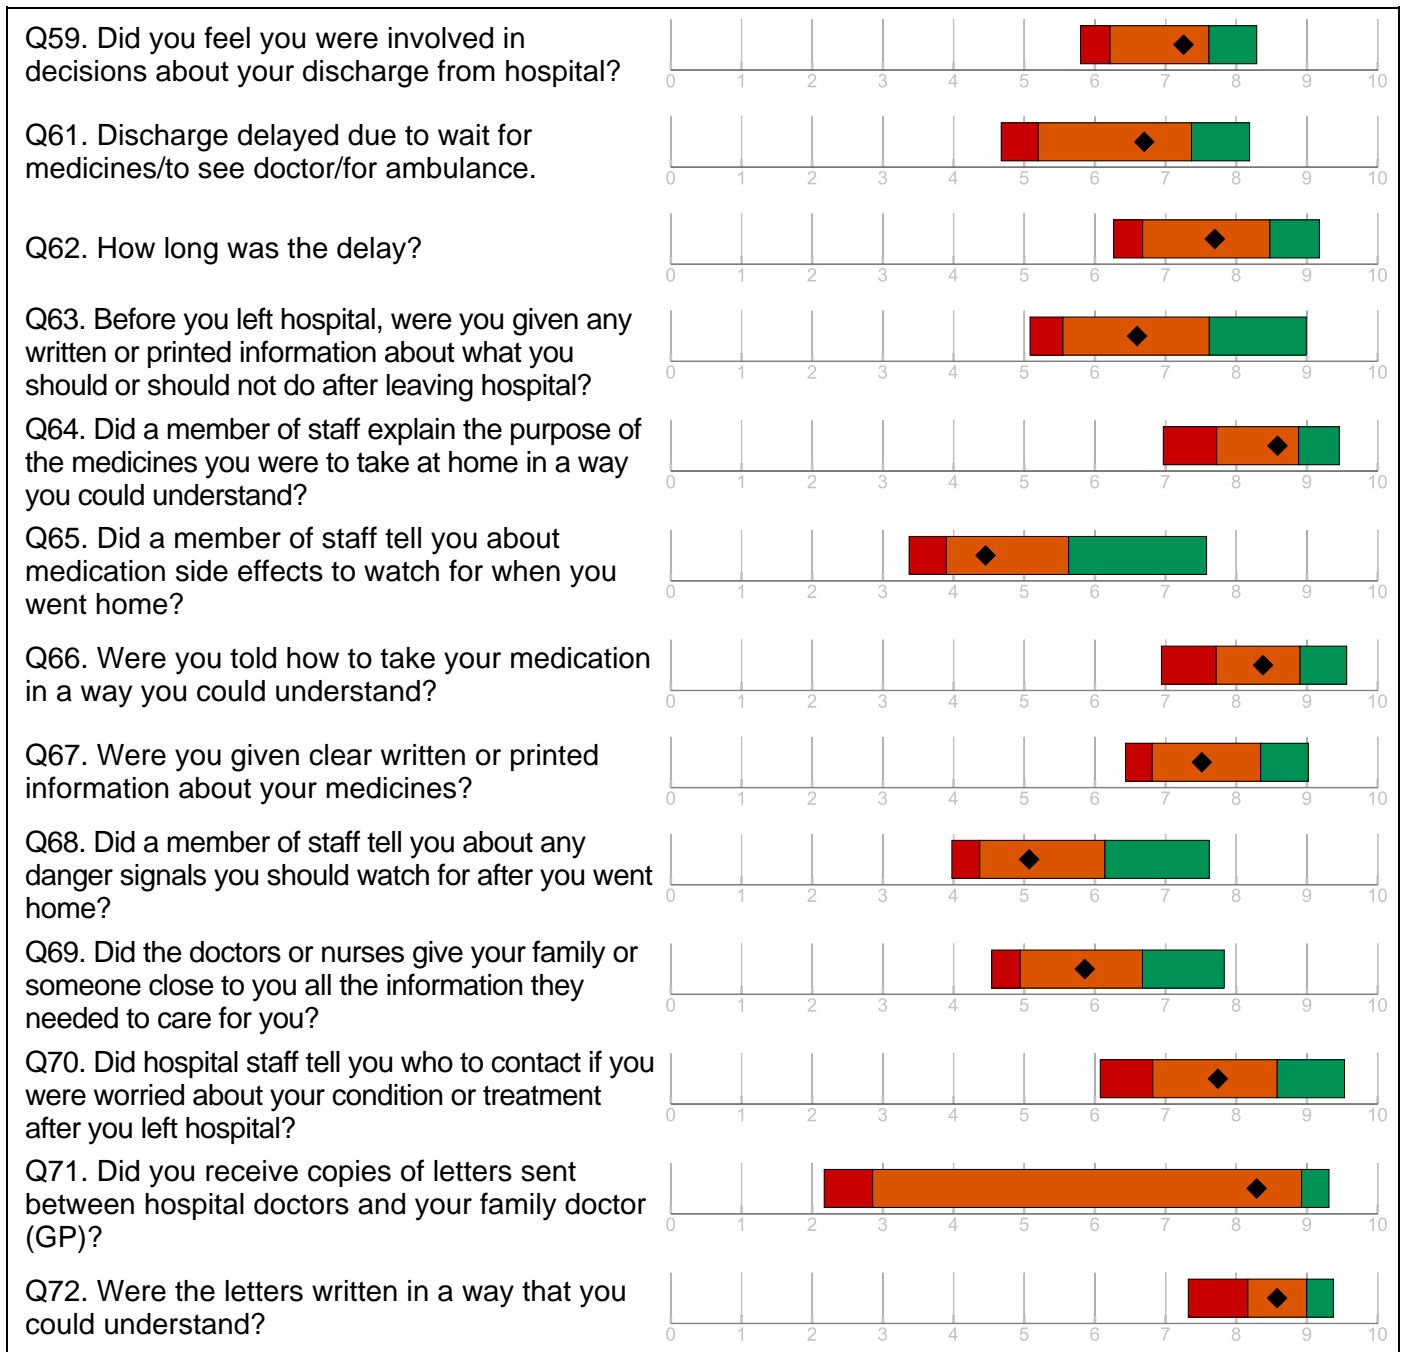 Q59. Did you feel you were involved in
decisions about your discharge from hospital?
0 1 2 3 4 5 6 7 8 9 10
Q61. Discharge delayed due to wait for
medicines/to see doctor/for ambulance.
0 1 2 3 4 5 6 7 8 9 10
Q62. How long was the delay?
0 1 2 3 4 5 6 7 8 9 10
Q63. Before you left hospital, were you given any
written or printed information about what you
should or should not do after leaving hospital?
0 1 2 3 4 5 6 7 8 9 10
Q64. Did a member of staff explain the purpose of
the medicines you were to take at home in a way
you could understand?
0 1 2 3 4 5 6 7 8 9 10
Q65. Did a member of staff tell you about
medication side effects to watch for when you
went home?
0 1 2 3 4 5 6 7 8 9 10
Q66. Were you told how to take your medication
in a way you could understand?
0 1 2 3 4 5 6 7 8 9 10
Q67. Were you given clear written or printed
information about your medicines?
0 1 2 3 4 5 6 7 8 9 10
Q68. Did a member of staff tell you about any
danger signals you should watch for after you went
home?
0 1 2 3 4 5 6 7 8 9 10
Q69. Did the doctors or nurses give your family or
someone close to you all the information they
needed to care for you?
0 1 2 3 4 5 6 7 8 9 10
Q70. Did hospital staff tell you who to contact if you
were worried about your condition or treatment
after you left hospital?
0 1 2 3 4 5 6 7 8 9 10
Q71. Did you receive copies of letters sent
between hospital doctors and your family doctor
(GP)?
0 1 2 3 4 5 6 7 8 9 10
Q72. Were the letters written in a way that you
could understand?
0 1 2 3 4 5 6 7 8 9 10